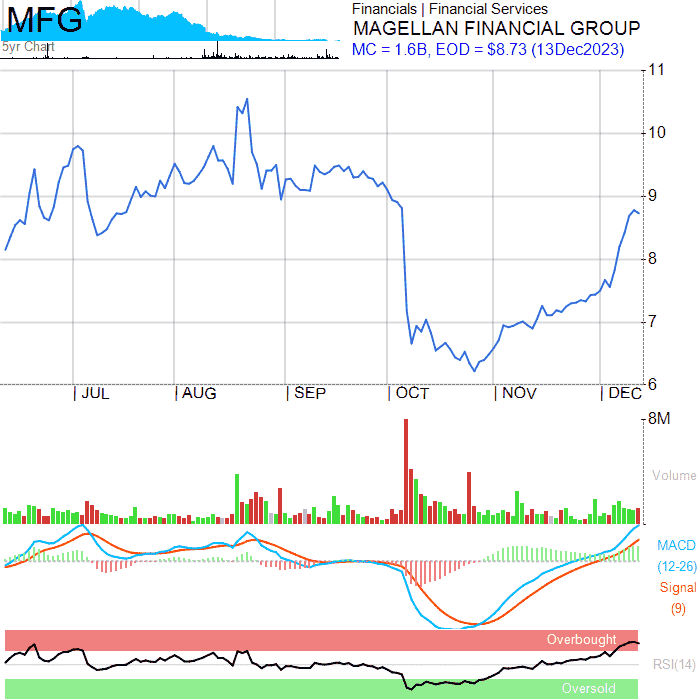 MFG
5yr Chart
Financials | Financial Services
MAGELLAN FINANCIAL GROUP
MC = 1.6B, EOD = $8.73 (13Dec2023)
11
10
9
8
7
6
| JUL | AUG | SEP | OCT | NOV | DEC
8M
Volume
MACD
(12-26)
Signal
(9)
Overbought
RSI(14)
Oversold